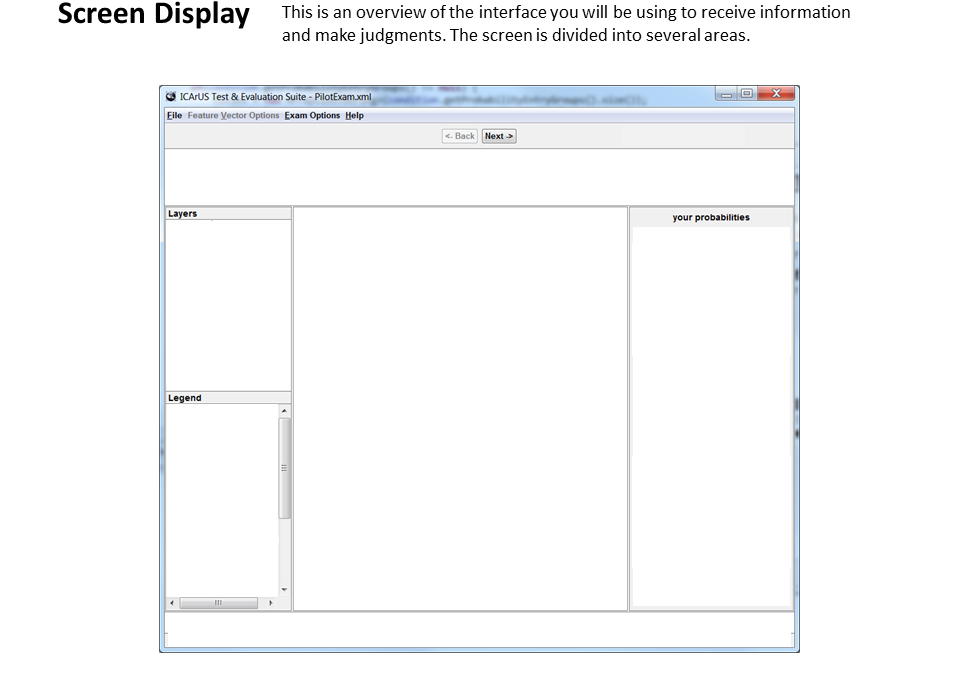 Screen Display
This is an overview of the interface you will be using to receive information
and make judgments. The screen is divided into several areas.
ICArUS Test & Evaluation Suite - PilotExam.xml
File Feature Vector Options Exam Options Help
<- Back Next ->
Layers
your probabilities
Legend